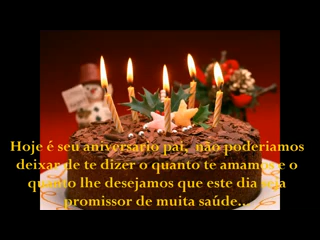 Hoje é seu aniversário pai, não poderiamos
deixar de te dizer o quanto te amamos e o
quanto lhe desejamos que este dia seja
promissor de muita saúde..